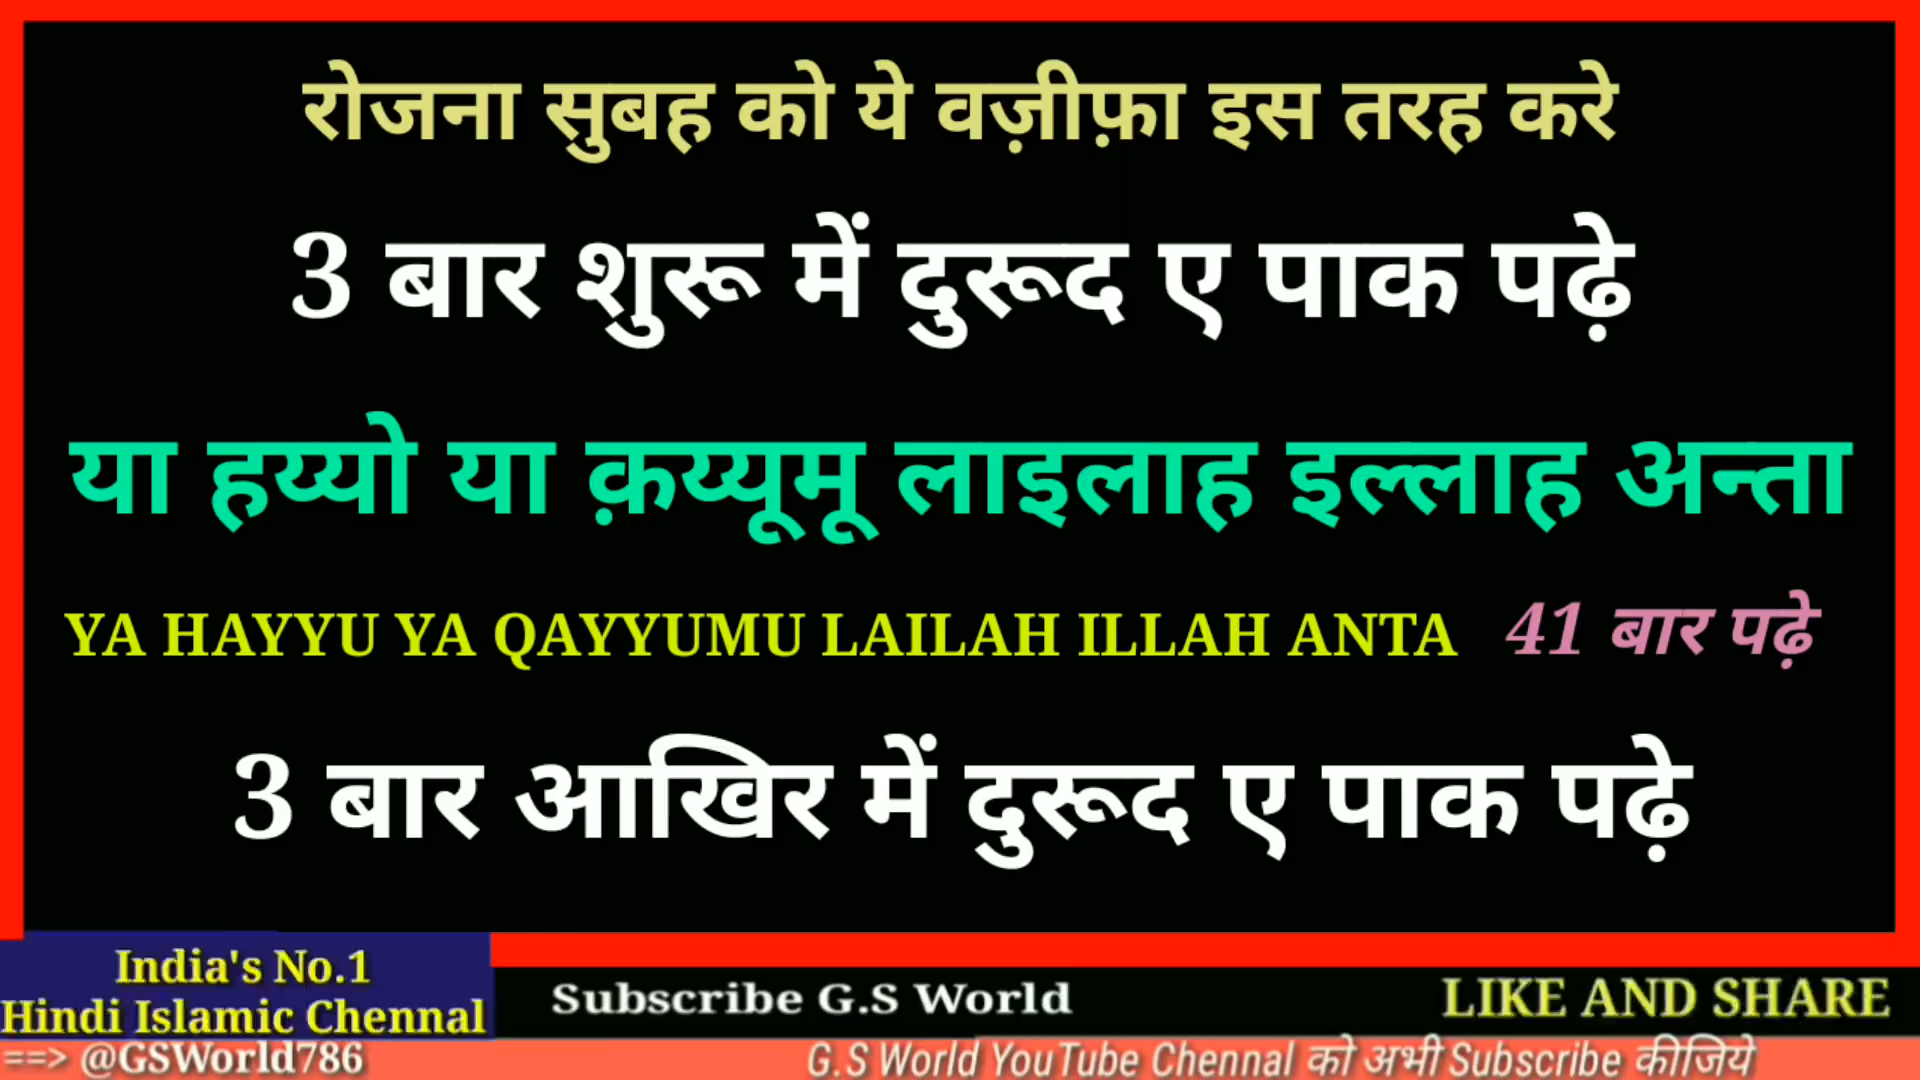 रोजना सुबह को ये वज़ीफ़ा इस तरह करे
3 बार शुरू में दुरूद ए पाक पढ़े
या हय्यो या क़य्यूमू लाइलाह इल्लाह अन्ता
YA HAYYU YA QAYYUMU LAILAH ILLAH ANTA 41 बार पढ़े
3 बार आखिर में दुरूद ए पाक पढ़े
India's No.1
Hindi Islamic Chennal
Subscribe G.S World
LIKE AND SHARE
==> @GSWorld786
G.S World YouTube Chennal को अभी Subscribe कीजिये